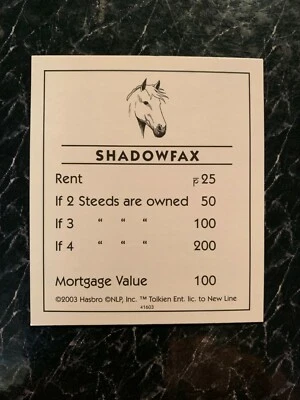 SHADOWFAX
Rent 25
If 2 Steeds are owned 50
If 3 " " " 100
If 4 " " " 200
Mortgage Value 100
©2003 Hasbro ©NLP, Inc. ™ Tolkien Ent. lic. to New Line